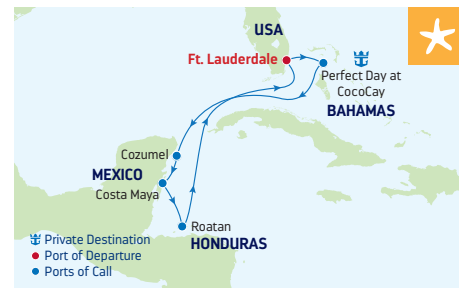 USA
Ft. Lauderdale
Perfect Day at
CocoCay
BAHAMAS
Cozumel
MEXICO
Costa Maya
Roatan
HONDURAS
Private Destination
Port of Departure
Ports of Call